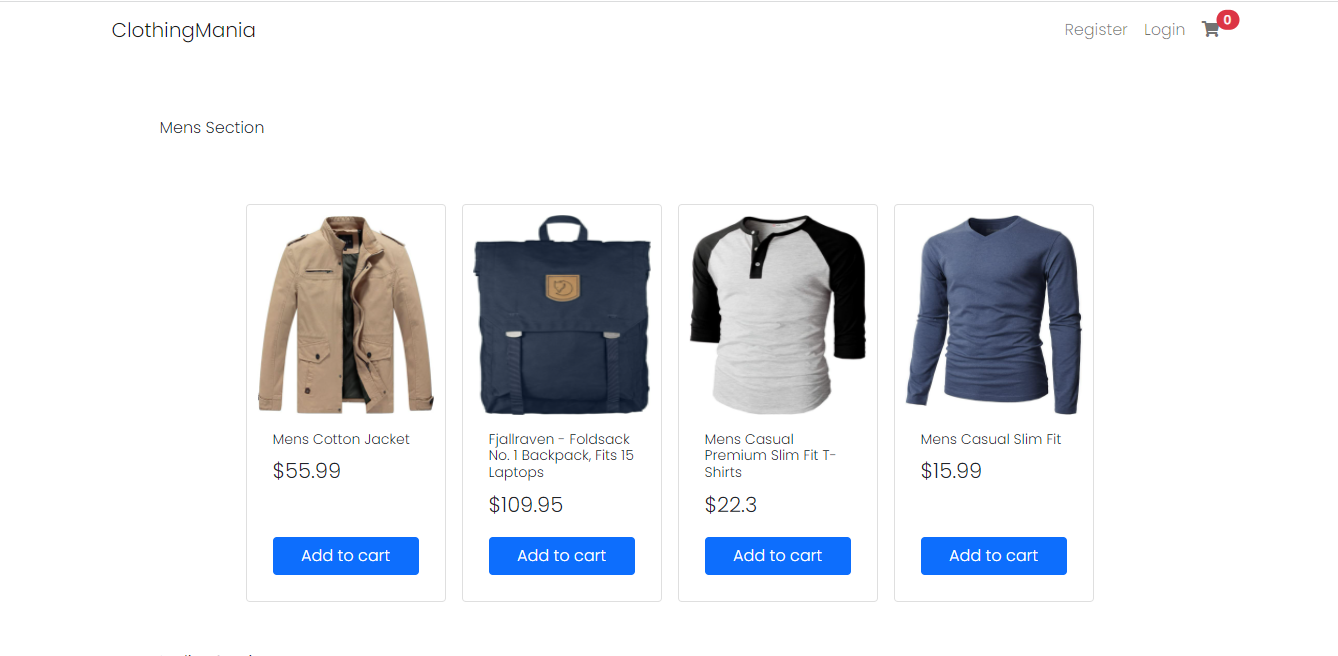 ClothingMania
Register Login 0
Mens Section
Mens Cotton Jacket
$55.99
Add to cart
Fjallraven - Foldsack
No. 1 Backpack, Fits 15
Laptops
$109.95
Add to cart
Mens Casual
Premium Slim Fit T-
Shirts
$22.3
Add to cart
Mens Casual Slim Fit
$15.99
Add to cart